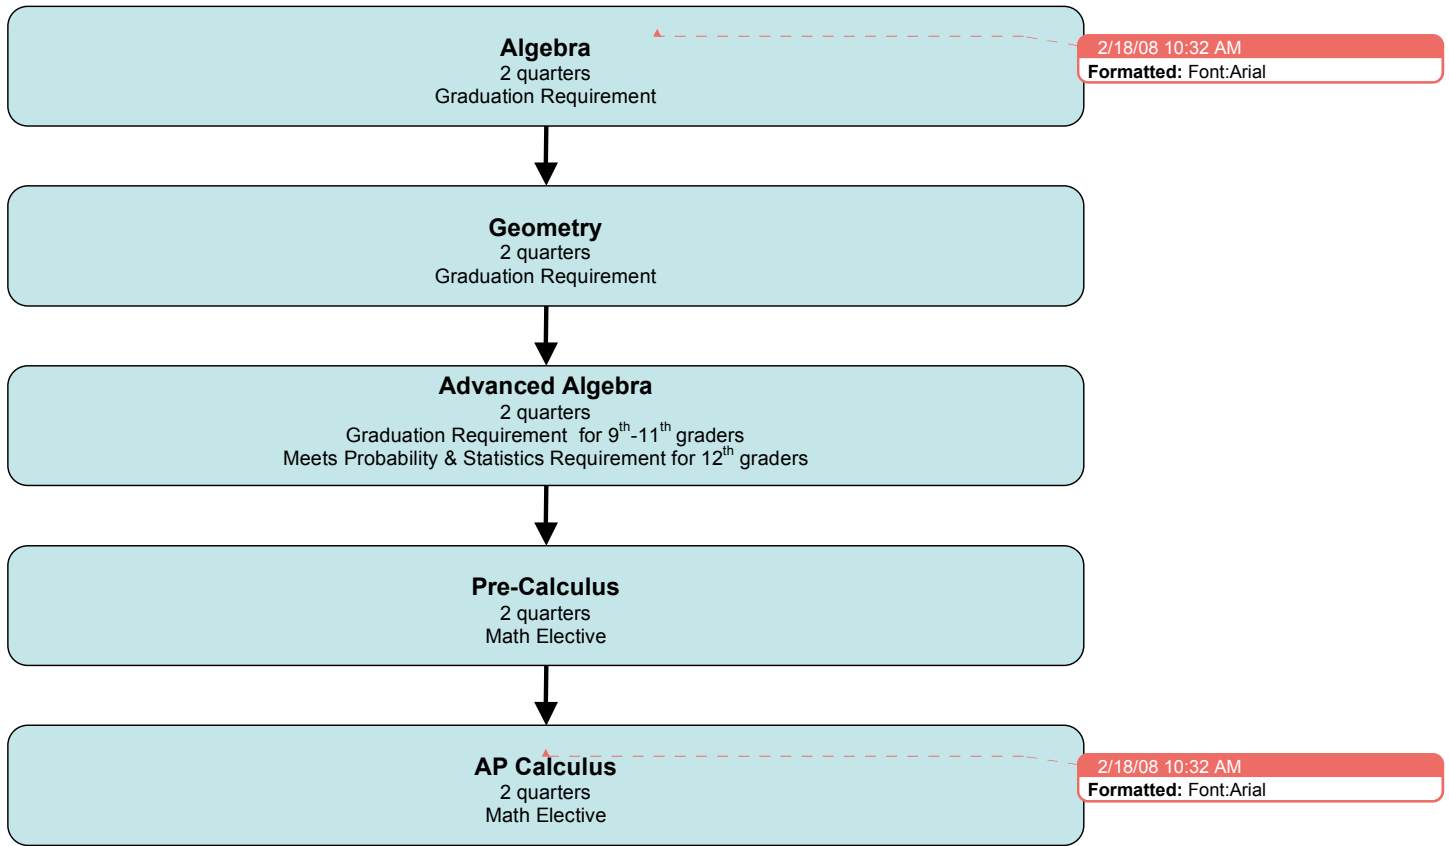 Algebra
2 quarters
Graduation Requirement
2/18/08 10:32 AM
Formatted: Font:Arial
Geometry
2 quarters
Graduation Requirement
Advanced Algebra
2 quarters
Graduation Requirement  for 9th-11th graders
Meets Probability & Statistics Requirement for 12th graders
Pre-Calculus
2 quarters
Math Elective
AP Calculus
2 quarters
Math Elective
2/18/08 10:32 AM
Formatted: Font:Arial